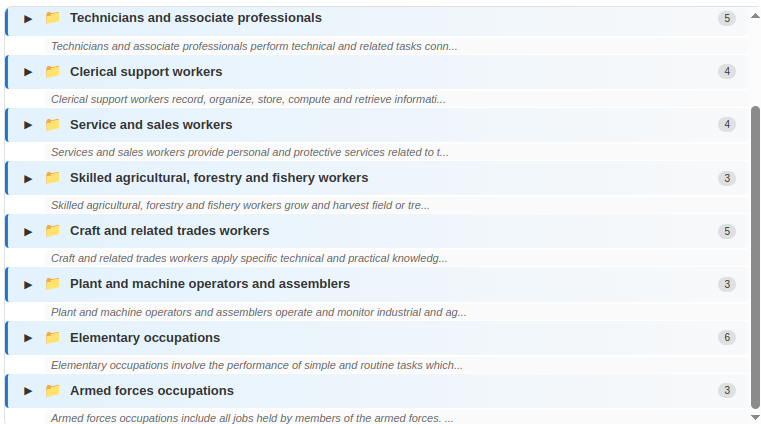 Technicians and associate professionals 5
Technicians and associate professionals perform technical and related tasks conn...
Clerical support workers 4
Clerical support workers record, organize, store, compute and retrieve informati...
Service and sales workers 4
Services and sales workers provide personal and protective services related to t...
Skilled agricultural, forestry and fishery workers 3
Skilled agricultural, forestry and fishery workers grow and harvest field or tre...
Craft and related trades workers 5
Craft and related trades workers apply specific technical and practical knowledg...
Plant and machine operators and assemblers 3
Plant and machine operators and assemblers operate and monitor industrial and ag...
Elementary occupations 6
Elementary occupations involve the performance of simple and routine tasks which...
Armed forces occupations 3
Armed forces occupations include all jobs held by members of the armed forces. ...